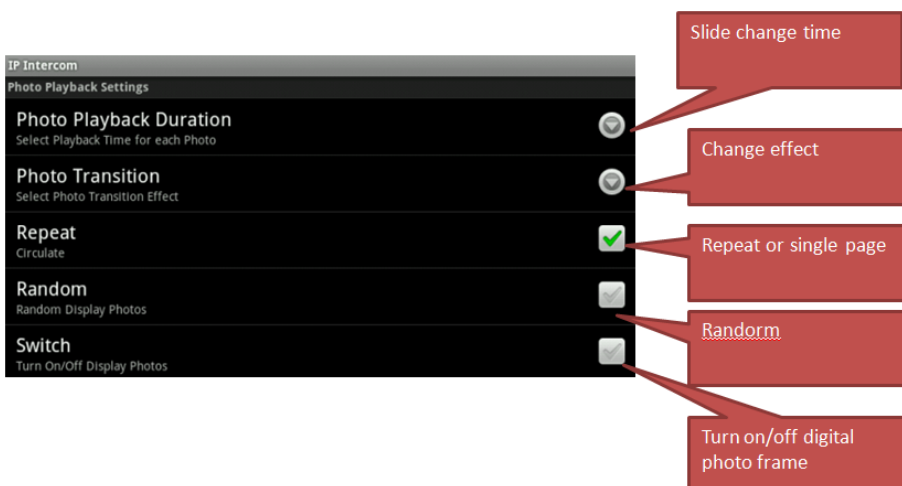 Slide change time
IP Intercom
Photo Playback Settings
Photo Playback Duration
Select Playback Time for each Photo
Change effect
Photo Transition
Select Photo Transition Effect
Repeat
Circulate
Repeat or single page
Random
Random Display Photos
Randorm
Switch
Turn On/Off Display Photos
Turn on/off digital
photo frame